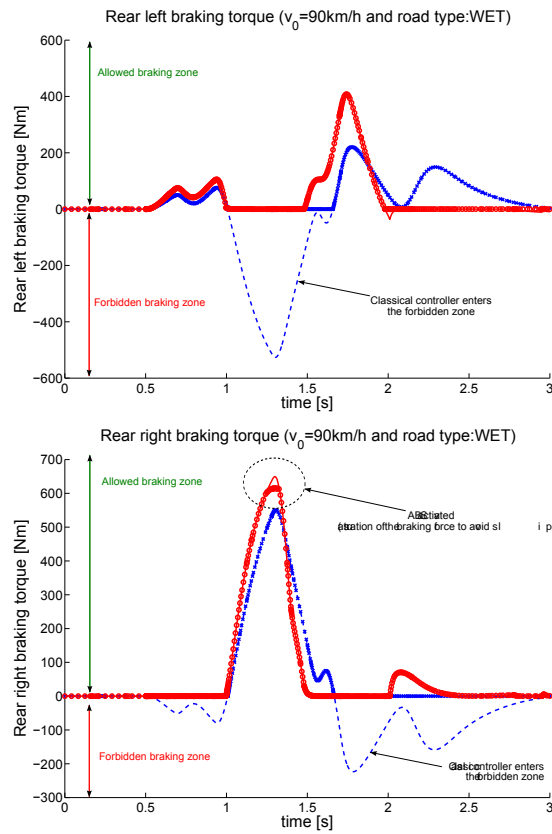 Rear left braking torque (v0=90km/h and road type:WET)
600
Allowed braking zone
400
200
0
Rear left braking torque [Nm]
−200
Classical controller enters
the forbidden zone
Forbidden braking zone
−400
−600
0 0.5 1 1.5 2 2.5 3
time [s]
Rear right braking torque (v0=90km/h and road type:WET)
700
Allowed braking zone
600
500
400
300
200
100
0
Rear right braking torque [Nm]
−100
controller enters
forbidden zone
Forbidden braking zone
−200
−300
0 0.5 1 1.5 2 2.5 3
time [s]